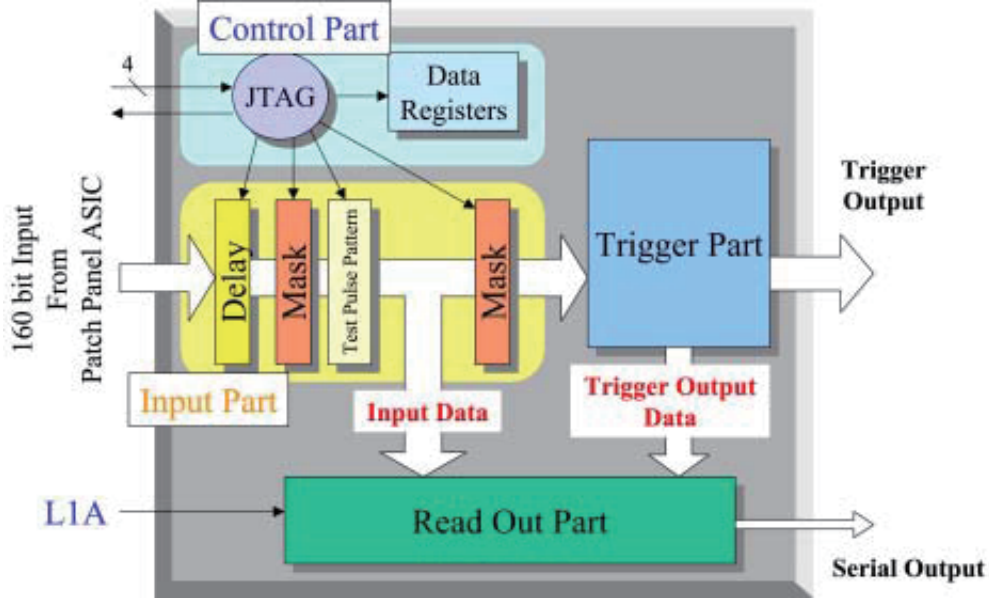 Control Part
4
JTAG
Data
Registers
160 bit Input
From
Patch Panel ASIC
Delay
Mask
Test Pulse Pattern
Mask
Trigger Part
Trigger
Output
Input Part
Input Data
Trigger Output
Data
L1A
Read Out Part
Serial Output